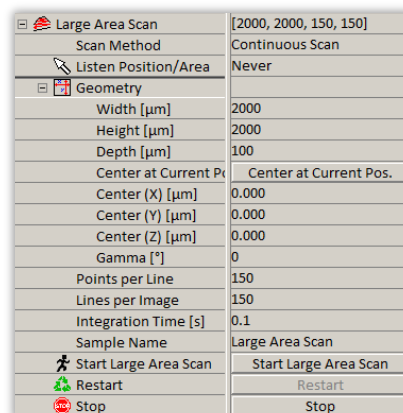 Large Area Scan [2000, 2000, 150, 150]
Scan Method Continuous Scan
Listen Position/Area Never
Geometry
Width [µm] 2000
Height [µm] 2000
Depth [µm] 100
Center at Current Po Center at Current Pos.
Center (X) [µm] 0.000
Center (Y) [µm] 0.000
Center (Z) [µm] 0.000
Gamma [°] 0
Points per Line 150
Lines per Image 150
Integration Time [s] 0.1
Sample Name Large Area Scan
Start Large Area Scan Start Large Area Scan
Restart Restart
STOP Stop Stop